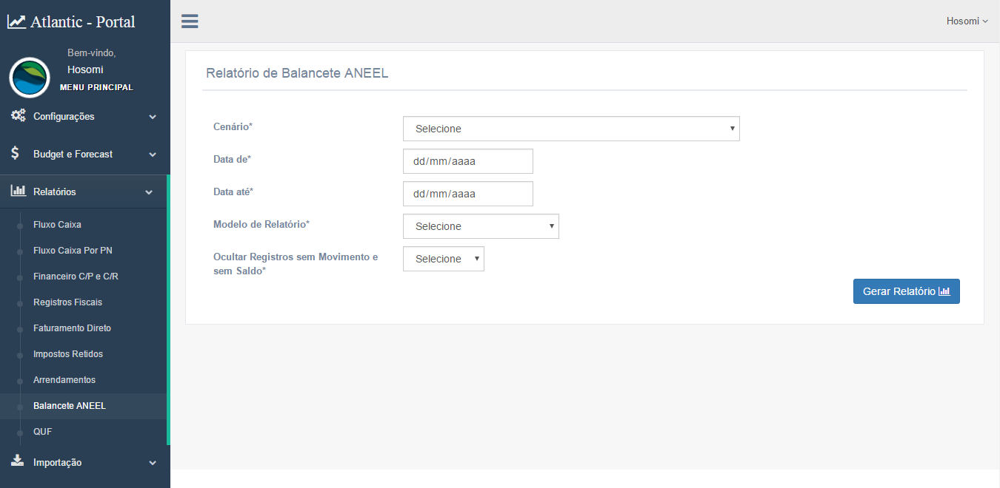 Atlantic - Portal
Bem-vindo,
Hosomi
MENU PRINCIPAL
Configurações
Budget e Forecast
Relatórios
Fluxo Caixa
Fluxo Caixa Por PN
Financeiro C/P e C/R
Registros Fiscais
Faturamento Direto
Impostos Retidos
Arrendamentos
Balancete ANEEL
QUF
Importação
Hosomi
Relatório de Balancete ANEEL
Cenário* Selecione
Data de* dd/mm/aaaa
Data até* dd/mm/aaaa
Modelo de Relatório* Selecione
Ocultar Registros sem Movimento e Selecione
sem Saldo*
Gerar Relatório